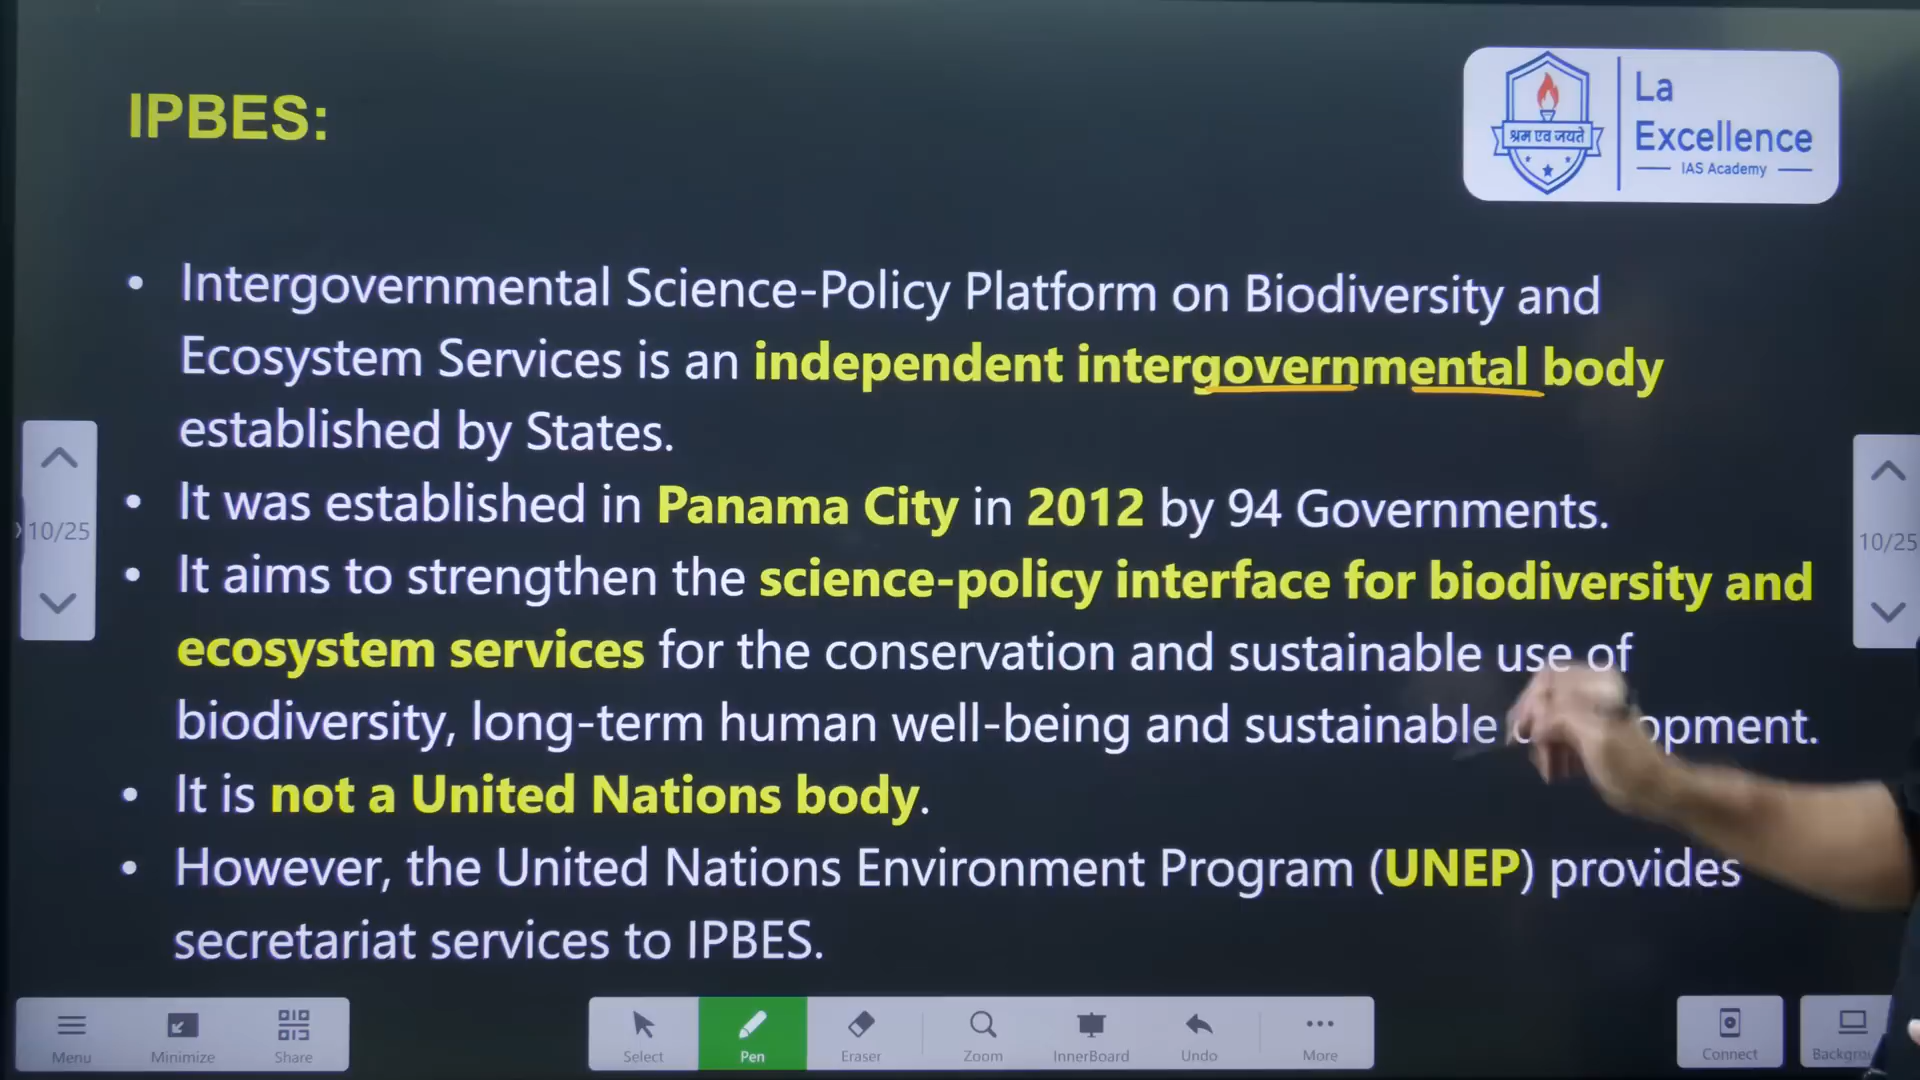 IPBES:
La
Excellence
IAS Academy
श्रम एव जयते
• Intergovernmental Science-Policy Platform on Biodiversity and
Ecosystem Services is an independent intergovernmental body
established by States.
• It was established in Panama City in 2012 by 94 Governments.
• It aims to strengthen the science-policy interface for biodiversity and
ecosystem services for the conservation and sustainable use of
biodiversity, long-term human well-being and sustainable
• It is not a United Nations body.
• However, the United Nations Environment Program (UNEP) provides
secretariat services to IPBES.
10/25
10/25
Menu Minimize Share Select Pen Eraser Zoom InnerBoard Undo More Connect